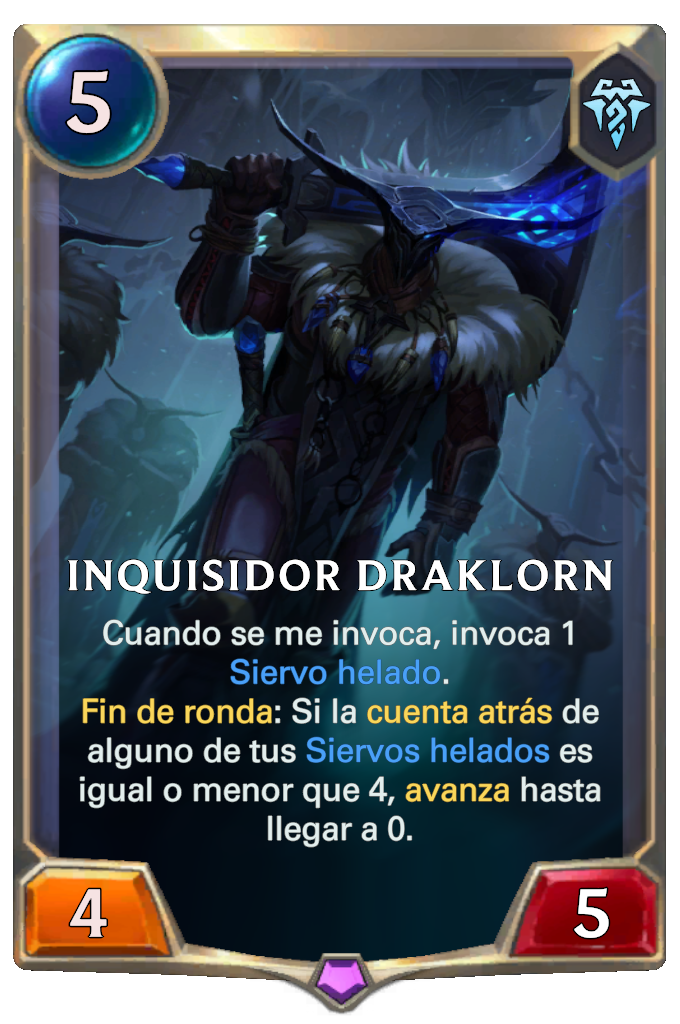 5
INQUISIDOR DRAKLORN
Cuando se me invoca, invoca 1
Siervo helado.
Fin de ronda: Si la cuenta atrás de
alguno de tus Siervos helados es
igual o menor que 4, avanza hasta
llegar a 0.
4
5